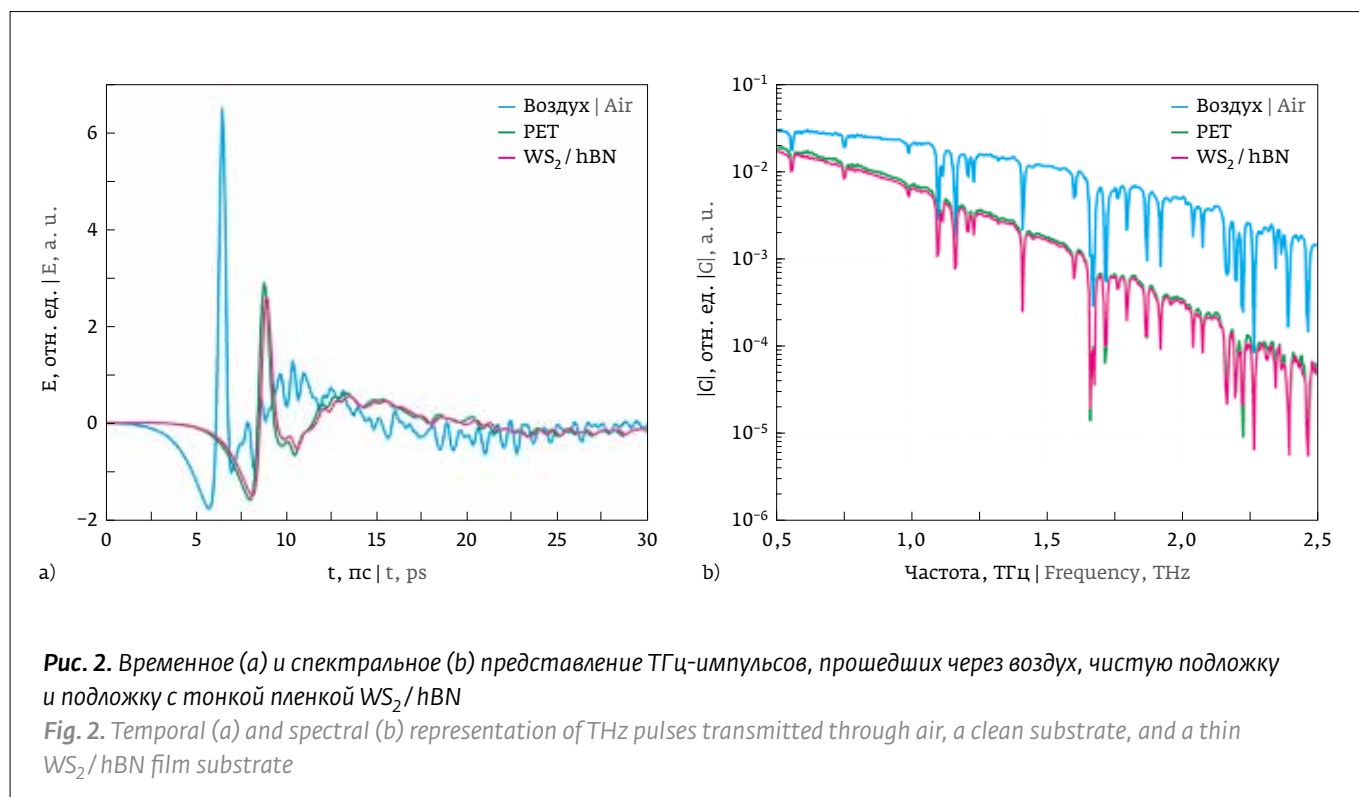 6
4
2
0
−2
0
5
10
15
20
25
30
E, отн. ед. | E, a. u.
Воздух | Air
PET
WS₂ / hBN
t, пс | t, ps
a)
10⁻¹
10⁻²
10⁻³
10⁻⁴
10⁻⁵
10⁻⁶
0,5
1,0
1,5
2,0
2,5
|G|, отн. ед. |G|, a. u.
Воздух | Air
PET
WS₂ / hBN
Частота, ТГц | Frequency, THz
b)
Рис. 2. Временное (a) и спектральное (b) представление ТГц-импульсов, прошедших через воздух, чистую подложку
и подложку с тонкой пленкой WS₂ / hBN
Fig. 2. Temporal (a) and spectral (b) representation of THz pulses transmitted through air, a clean substrate, and a thin
WS₂ / hBN film substrate